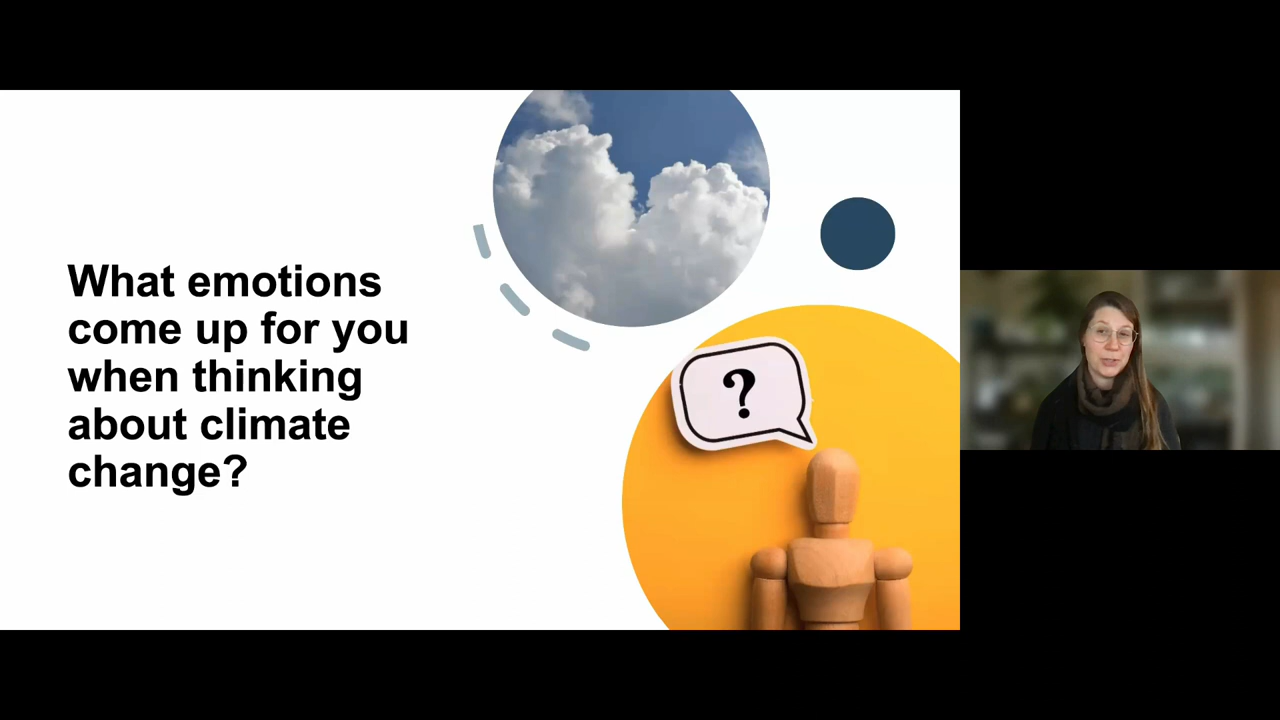 What emotions
come up for you
when thinking
about climate
change?
?